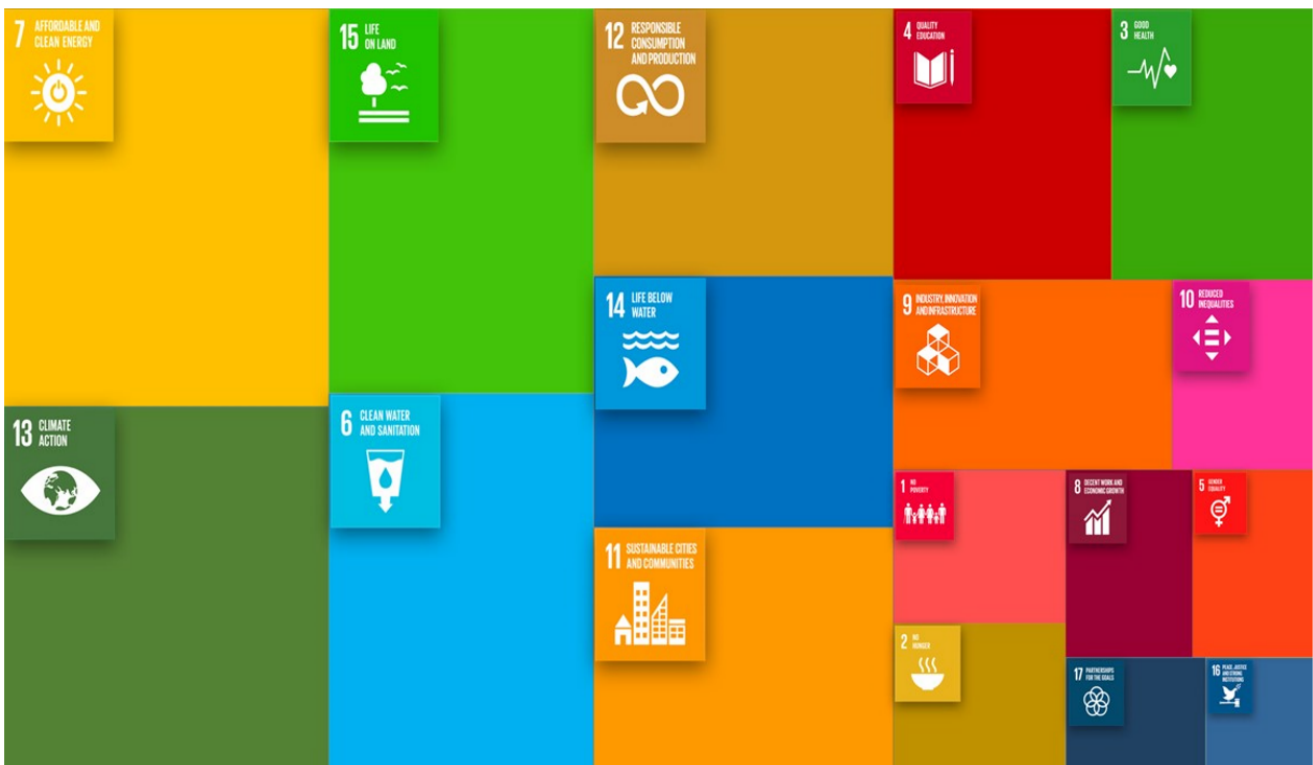 7 AFFORDABLE AND
CLEAN ENERGY
15 LIFE
ON LAND
12 RESPONSIBLE
CONSUMPTION
AND PRODUCTION
4 QUALITY
EDUCATION
3 GOOD
HEALTH
14 LIFE BELOW
WATER
9 INDUSTRY, INNOVATION
AND INFRASTRUCTURE
10 REDUCED
INEQUALITIES
13 CLIMATE
ACTION
6 CLEAN WATER
AND SANITATION
1 NO
POVERTY
8 DECENT WORK AND
ECONOMIC GROWTH
5 GENDER
EQUALITY
11 SUSTAINABLE CITIES
AND COMMUNITIES
2 NO
HUNGER
17 PARTNERSHIPS
FOR THE GOALS
16 PEACE, JUSTICE
AND STRONG
INSTITUTIONS